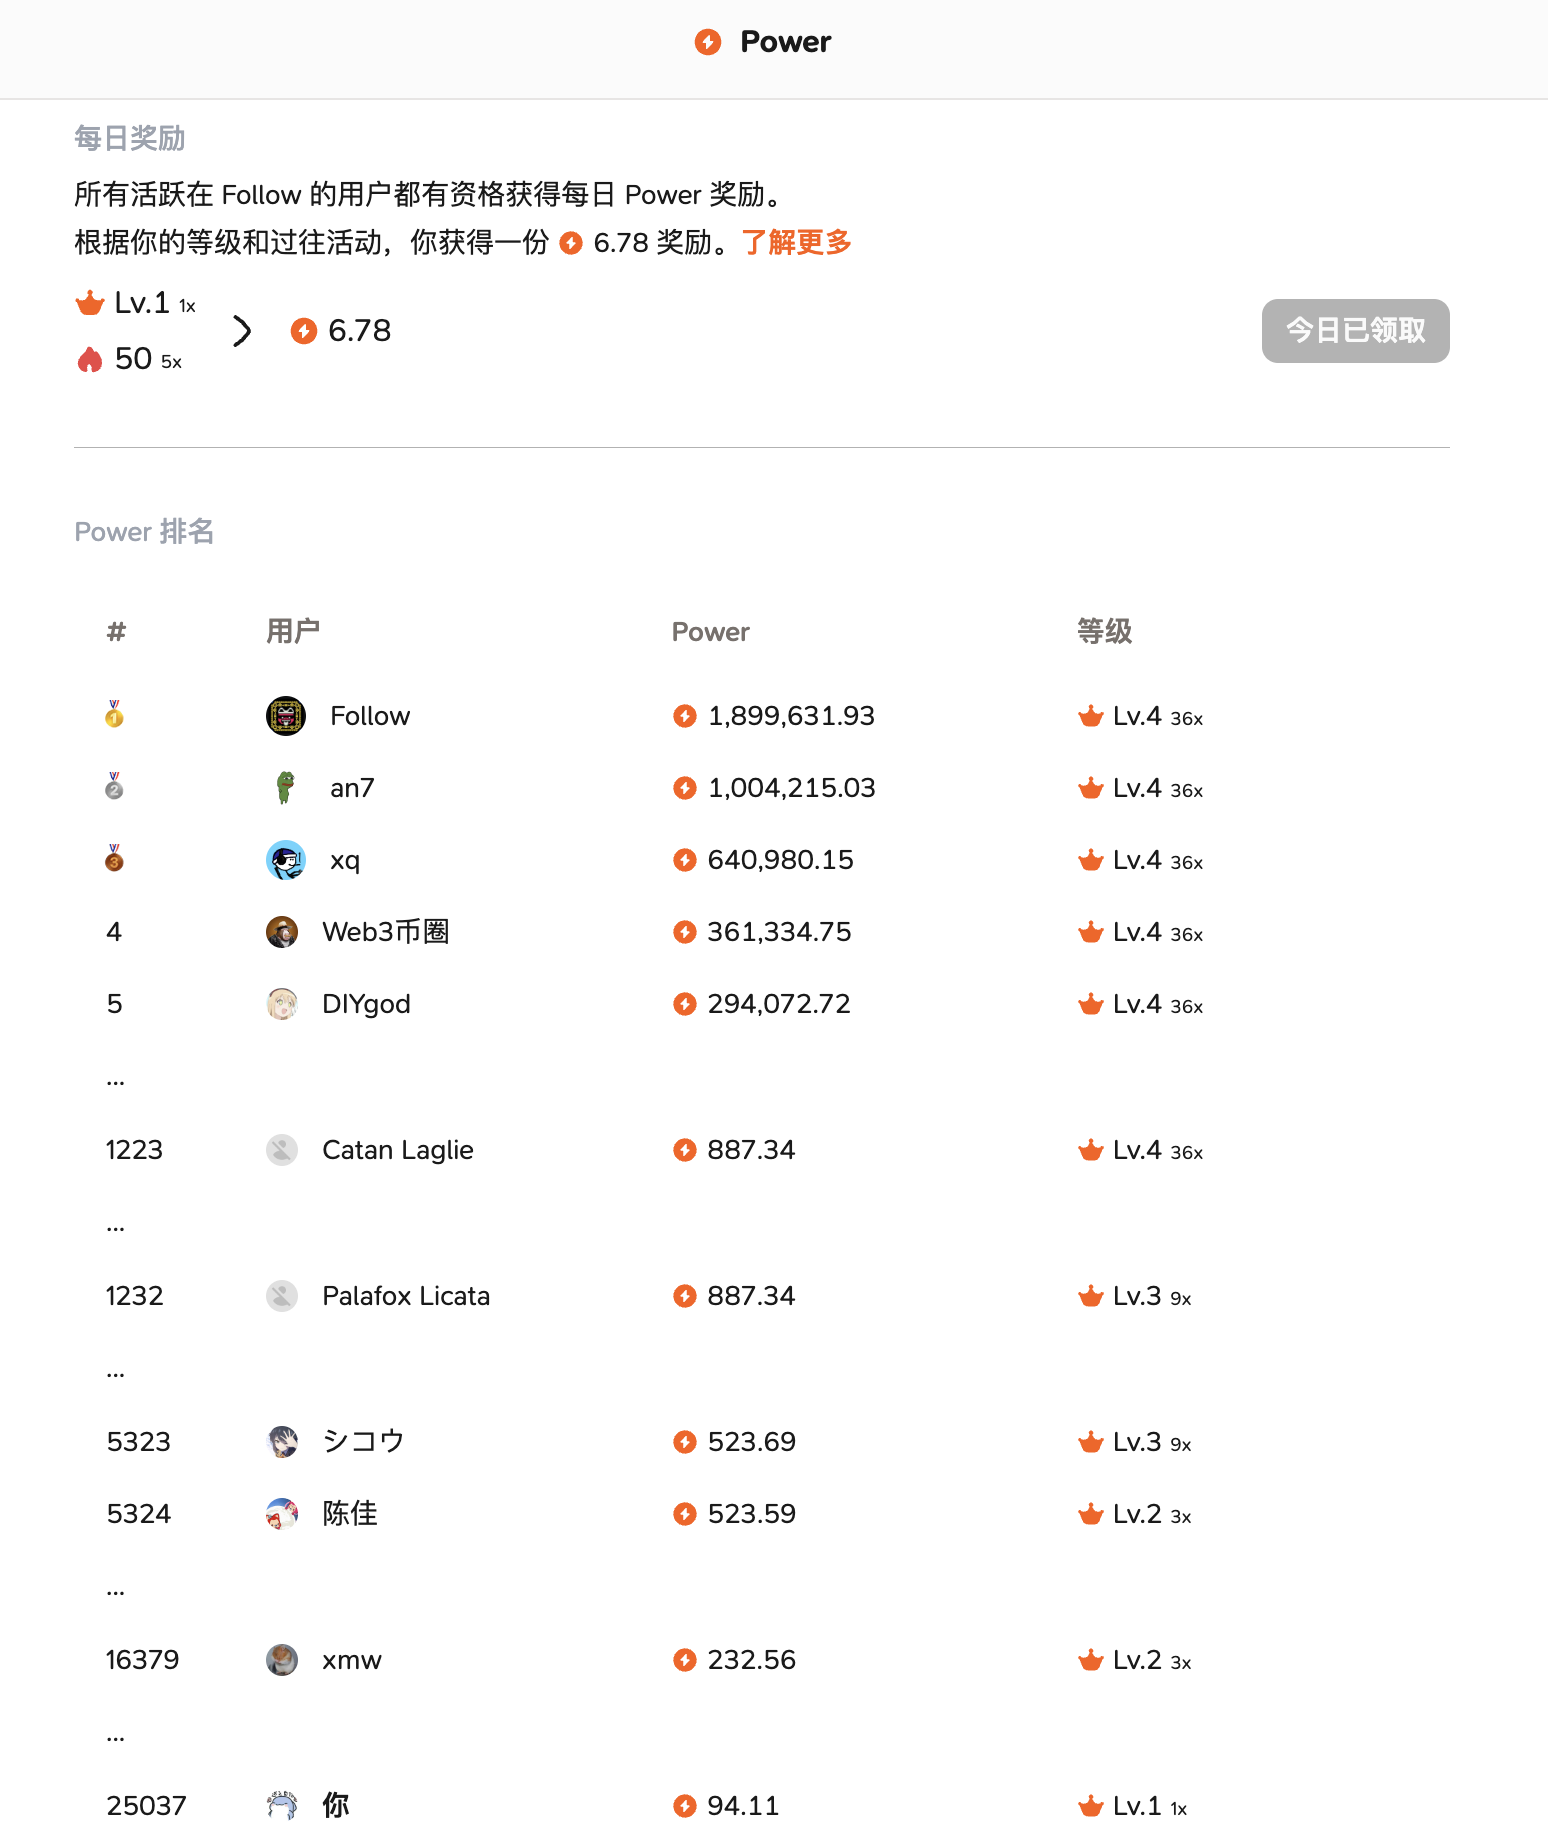 Power
每日奖励
所有活跃在 Follow 的用户都有资格获得每日 Power 奖励。
根据你的等级和过往活动，你获得一份 6.78 奖励。了解更多
Lv.1 1x
50 5x
6.78
今日已领取
Power 排名
# 用户 Power 等级
1 Follow 1,899,631.93 Lv.4 36x
2 an7 1,004,215.03 Lv.4 36x
3 xq 640,980.15 Lv.4 36x
4 Web3币圈 361,334.75 Lv.4 36x
5 DIYgod 294,072.72 Lv.4 36x
...
1223 Catan Laglie 887.34 Lv.4 36x
...
1232 Palafox Licata 887.34 Lv.3 9x
...
5323 シコウ 523.69 Lv.3 9x
5324 陈佳 523.59 Lv.2 3x
...
16379 xmw 232.56 Lv.2 3x
...
25037 你 94.11 Lv.1 1x